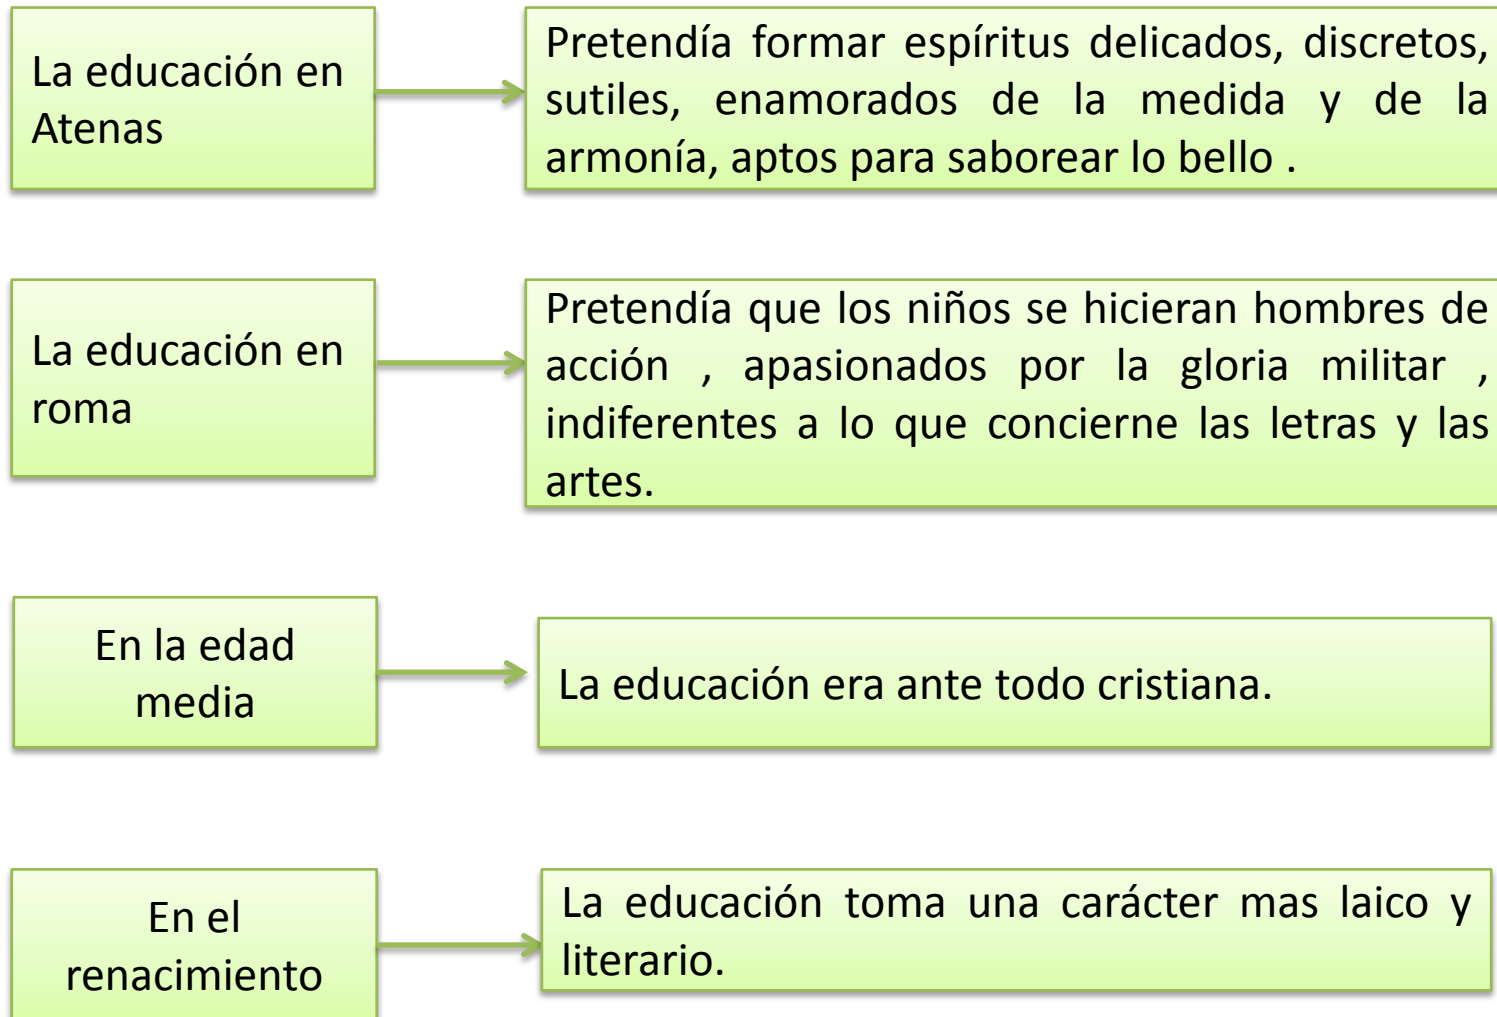 La educación en
Atenas
Pretendía formar espíritus delicados, discretos,
sutiles, enamorados de la medida y de la
armonía, aptos para saborear lo bello .
La educación en
roma
Pretendía que los niños se hicieran hombres de
acción , apasionados por la gloria militar ,
indiferentes a lo que concierne las letras y las
artes.
En la edad
media
La educación era ante todo cristiana.
En el
renacimiento
La educación toma una carácter mas laico y
literario.